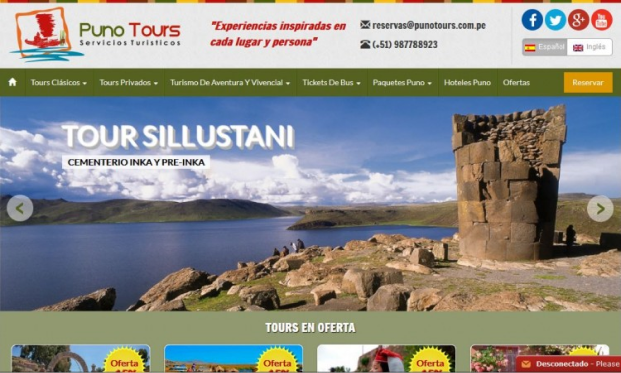 Puno Tours
Servicios Turísticos
"Experiencias inspiradas en
cada lugar y persona"
reservas@punotours.com.pe
(+51) 987788923
Español
Inglés
Tours Clásicos
Tours Privados
Turismo De Aventura Y Vivencial
Tickets De Bus
Paquetes Puno
Hoteles Puno
Ofertas
Reservar
TOUR SILLUSTANI
CEMENTERIO INKA Y PRE-INKA
TOURS EN OFERTA
Oferta
Oferta
Oferta
Oferta
Desconectado - Please